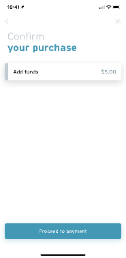 10:41
Confirm
your purchase
Add funds $5.00
Proceed to payment